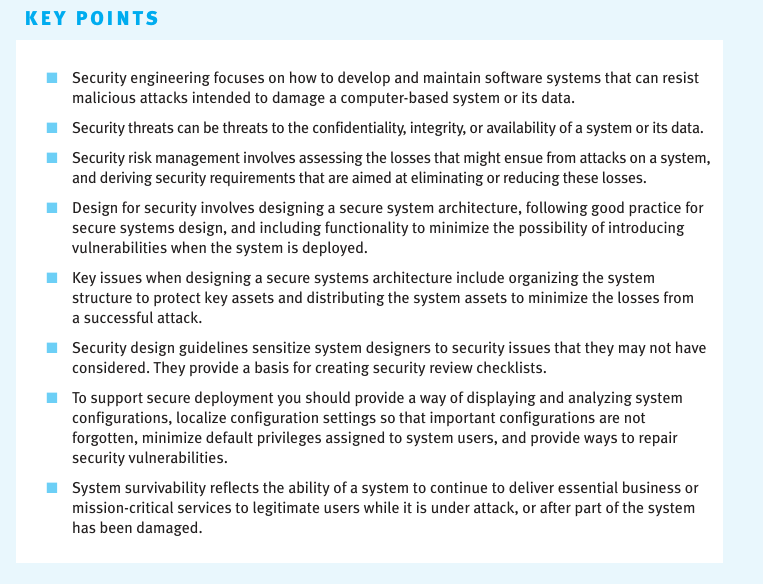 KEY POINTS
Security engineering focuses on how to develop and maintain software systems that can resist
malicious attacks intended to damage a computer-based system or its data.
Security threats can be threats to the confidentiality, integrity, or availability of a system or its data.
Security risk management involves assessing the losses that might ensue from attacks on a system,
and deriving security requirements that are aimed at eliminating or reducing these losses.
Design for security involves designing a secure system architecture, following good practice for
secure systems design, and including functionality to minimize the possibility of introducing
vulnerabilities when the system is deployed.
Key issues when designing a secure systems architecture include organizing the system
structure to protect key assets and distributing the system assets to minimize the losses from
a successful attack.
Security design guidelines sensitize system designers to security issues that they may not have
considered. They provide a basis for creating security review checklists.
To support secure deployment you should provide a way of displaying and analyzing system
configurations, localize configuration settings so that important configurations are not
forgotten, minimize default privileges assigned to system users, and provide ways to repair
security vulnerabilities.
System survivability reflects the ability of a system to continue to deliver essential business or
mission-critical services to legitimate users while it is under attack, or after part of the system
has been damaged.